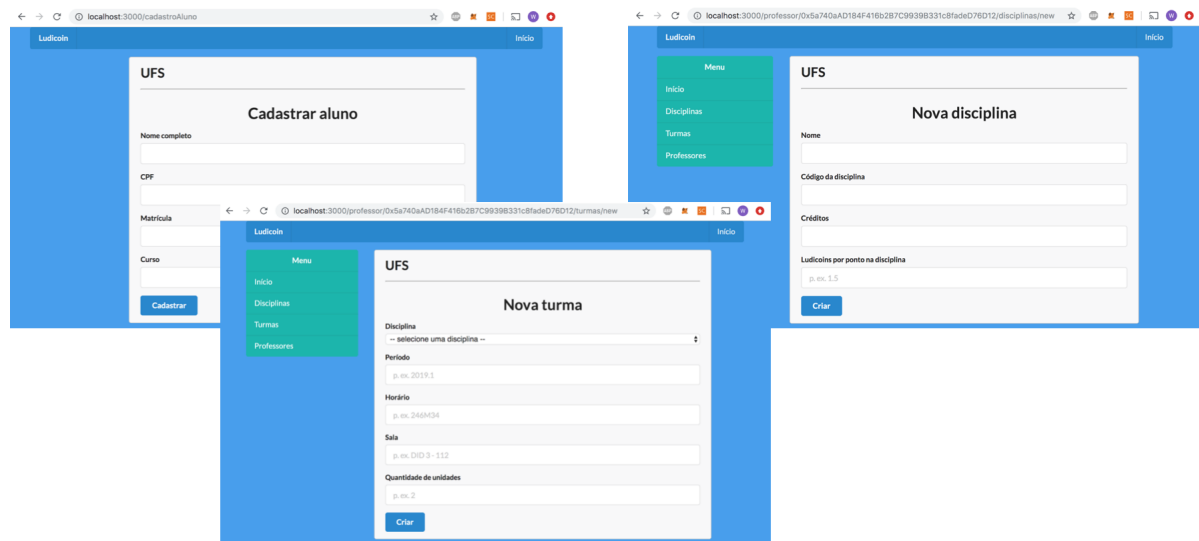 localhost:3000/cadastroAluno
Ludicoin
Início
UFS
Cadastrar aluno
Nome completo
CPF
Matrícula
Curso
Cadastrar
localhost:3000/professor/0x5a740aAD184F416b2B7C9939B331c8fadeD76D12/disciplinas/new
Ludicoin
Início
Menu
Início
Disciplinas
Turmas
Professores
UFS
Nova disciplina
Nome
Código da disciplina
Créditos
Ludicoins por ponto na disciplina
p. ex. 1.5
Criar
localhost:3000/professor/0x5a740aAD184F416b2B7C9939B331c8fadeD76D12/turmas/new
Ludicoin
Início
Menu
Início
Disciplinas
Turmas
Professores
UFS
Nova turma
Disciplina
-- selecione uma disciplina --
Período
p. ex. 2019.1
Horário
p. ex. 246M34
Sala
p. ex. DID 3 - 112
Quantidade de unidades
p. ex. 2
Criar